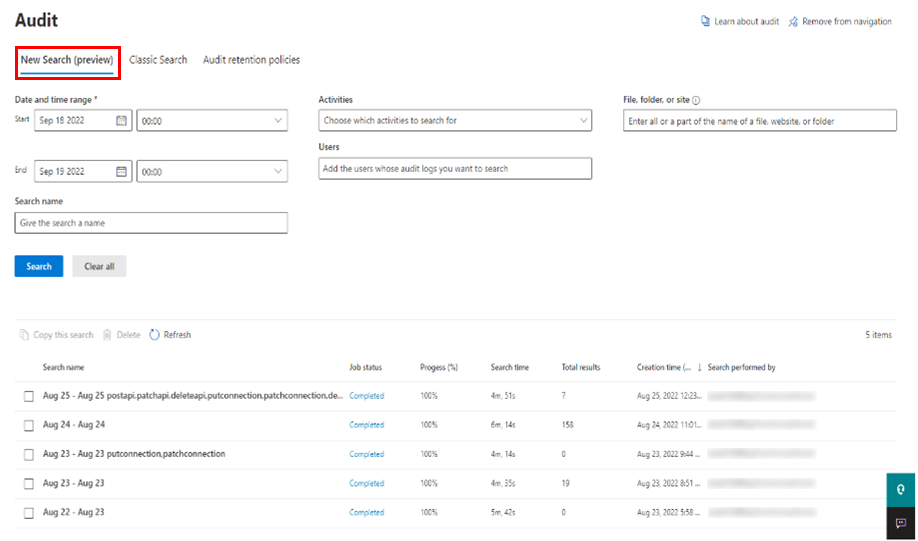 Audit
Learn about audit Remove from navigation
New Search (preview) Classic Search Audit retention policies
Date and time range * Activities File, folder, or site
Start Sep 18 2022 00:00 Choose which activities to search for Enter all or a part of the name of a file, website, or folder
Users
End Sep 19 2022 00:00 Add the users whose audit logs you want to search
Search name
Give the search a name
Search Clear all
Copy this search Delete Refresh 5 items
Search name Job status Progess (%) Search time Total results Creation time (... ↓ Search performed by
Aug 25 - Aug 25 postapi,patchapi,deleteapi,putconnection,patchconnection,de... Completed 100% 4m, 51s 7 Aug 25, 2022 12:23...
Aug 24 - Aug 24 Completed 100% 6m, 14s 158 Aug 24, 2022 11:01...
Aug 23 - Aug 23 putconnection,patchconnection Completed 100% 4m, 14s 0 Aug 23, 2022 9:44 ...
Aug 23 - Aug 23 Completed 100% 4m, 35s 19 Aug 23, 2022 8:51 ...
Aug 22 - Aug 23 Completed 100% 5m, 42s 0 Aug 23, 2022 5:58 ...